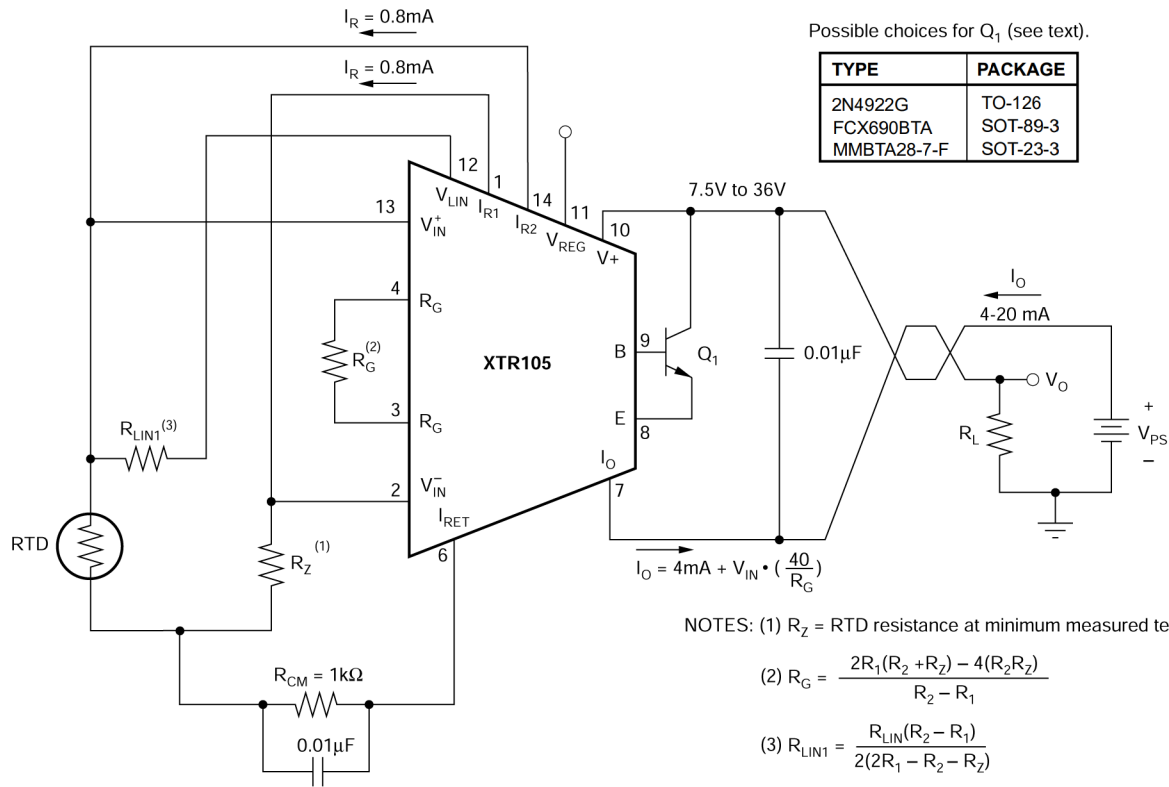 I_R = 0.8mA
I_R = 0.8mA
Possible choices for Q_1 (see text).
TYPE PACKAGE
2N4922G TO-126
FCX690BTA SOT-89-3
MMBTA28-7-F SOT-23-3
12
1
14
11
10
7.5V to 36V
V_LIN
I_R1
I_R2
V_REG
V+
13
V_IN^+
4
R_G
R_G^(2)
3
R_G
XTR105
B
9
Q_1
E
8
0.01µF
I_O
4-20 mA
V_O
R_L
+
V_PS
–
R_LIN1^(3)
2
V_IN^–
I_RET
6
I_O
7
RTD
R_Z^(1)
I_O = 4mA + V_IN • (40/R_G)
R_CM = 1kΩ
0.01µF
NOTES: (1) R_Z = RTD resistance at minimum measured te
(2) R_G = 2R_1(R_2 +R_Z) – 4(R_2R_Z) / R_2 – R_1
(3) R_LIN1 = R_LIN(R_2 – R_1) / 2(2R_1 – R_2 – R_Z)